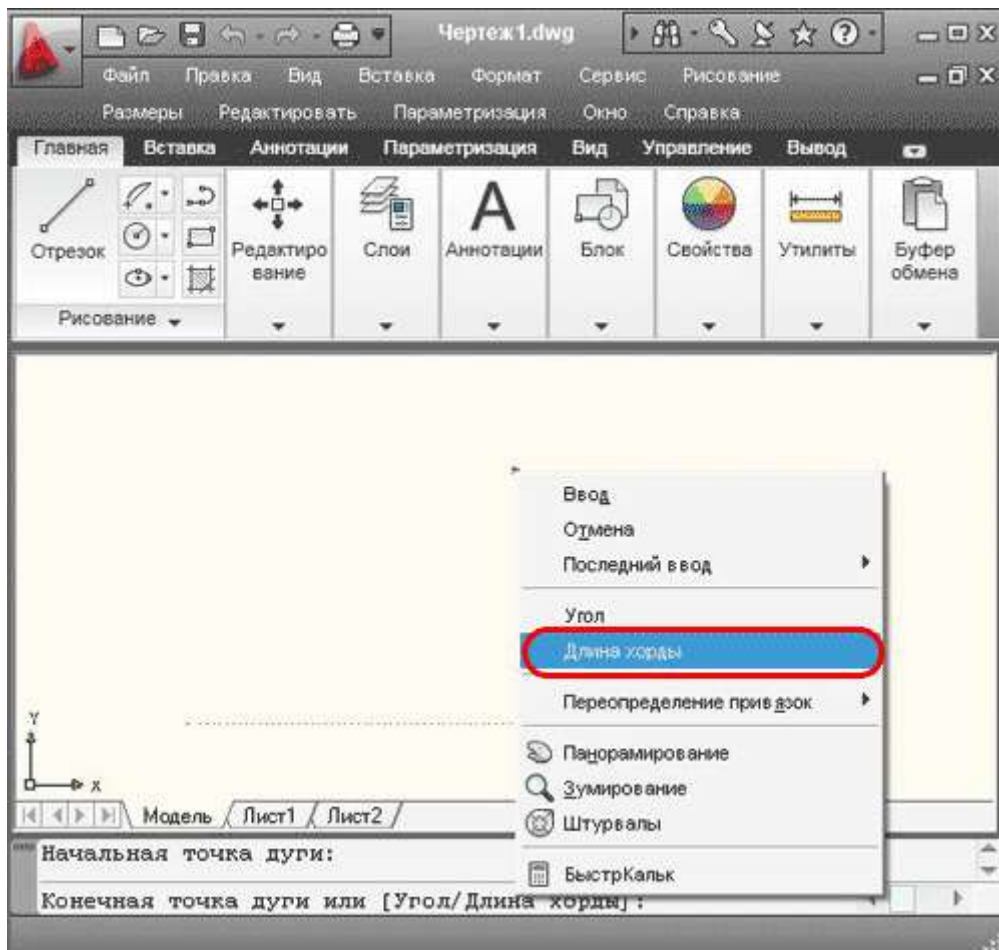 Чертеж1.dwg
Файл Правка Вид Вставка Формат Сервис Рисование
Размеры Редактировать Параметризация Окно Справка
Главная Вставка Аннотации Параметризация Вид Управление Вывод
Отрезок
Редактиро
вание
Слои
Аннотации
Блок
Свойства
Утилиты
Буфер
обмена
Рисование
Ввод
Отмена
Последний ввод
Угол
Длина хорды
Переопределение привязок
Панорамирование
Зумирование
Штурвалы
БыстрКальк
Y
X
Модель Лист1 Лист2
Начальная точка дуги:
Конечная точка дуги или [Угол/Длина хорды]: